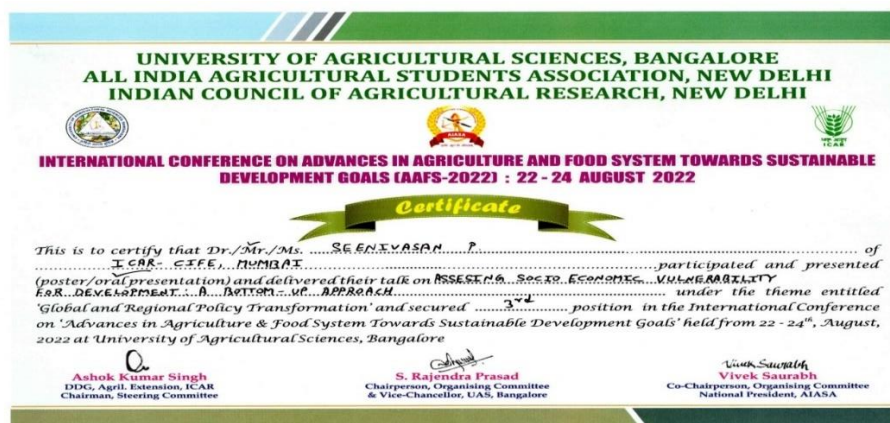 UNIVERSITY OF AGRICULTURAL SCIENCES, BANGALORE
ALL INDIA AGRICULTURAL STUDENTS ASSOCIATION, NEW DELHI
INDIAN COUNCIL OF AGRICULTURAL RESEARCH, NEW DELHI
AIASA
ICAR
INTERNATIONAL CONFERENCE ON ADVANCES IN AGRICULTURE AND FOOD SYSTEM TOWARDS SUSTAINABLE
DEVELOPMENT GOALS (AAFS-2022) : 22 - 24 AUGUST 2022
Certificate
This is to certify that Dr./Mr./Ms. SEENIVASAN P. of
ICAR- CIFE, MUMBAI participated and presented
(poster/oral presentation) and delivered their talk on ASSESING SOCIO ECONOMIC VULNERABILITY
FOR DEVELOPMENT: A BOTTOM-UP APPROACH under the theme entitled
'Global and Regional Policy Transformation' and secured 3rd position in the International Conference
on 'Advances in Agriculture & Food System Towards Sustainable Development Goals' held from 22 - 24th, August,
2022 at University of Agricultural Sciences, Bangalore
Vivek Saurabh
Ashok Kumar Singh
DDG, Agril. Extension, ICAR
Chairman, Steering Committee
S. Rajendra Prasad
Chairperson, Organising Committee
& Vice-Chancellor, UAS, Bangalore
Vivek Saurabh
Co-Chairperson, Organising Committee
National President, AIASA